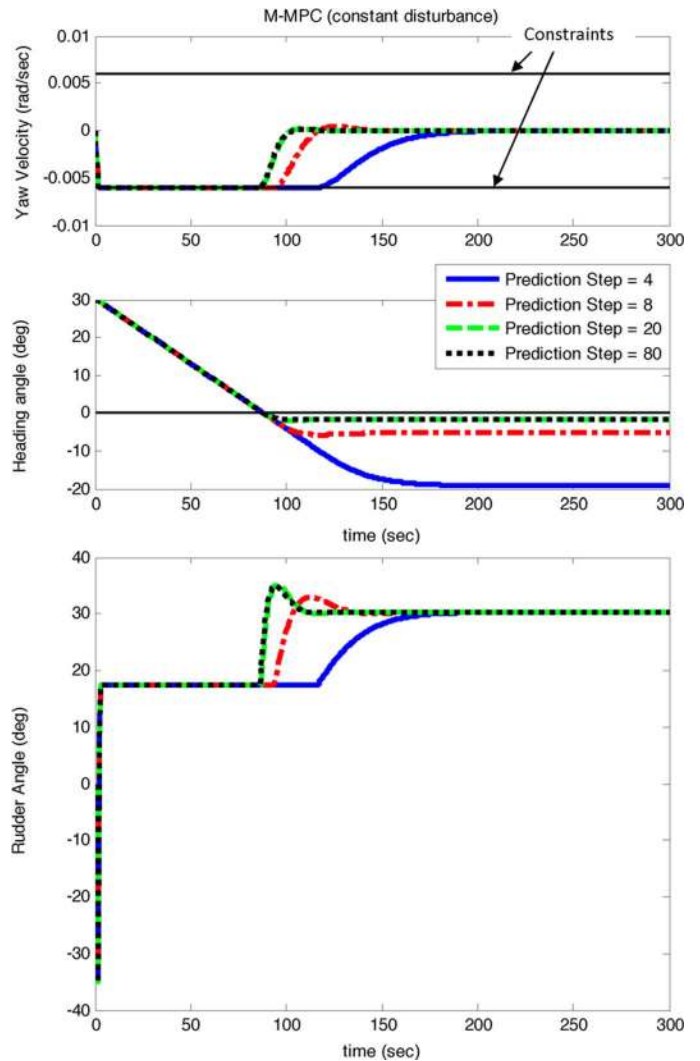 M-MPC (constant disturbance)
Constraints
Yaw Velocity (rad/sec)
0.01
0.005
0
-0.005
-0.01
0 50 100 150 200 250 300
Prediction Step = 4
Prediction Step = 8
Prediction Step = 20
Prediction Step = 80
Heading angle (deg)
30
20
10
0
-10
-20
0 50 100 150 200 250 300
time (sec)
Rudder Angle (deg)
40
30
20
10
0
-10
-20
-30
-40
0 50 100 150 200 250 300
time (sec)